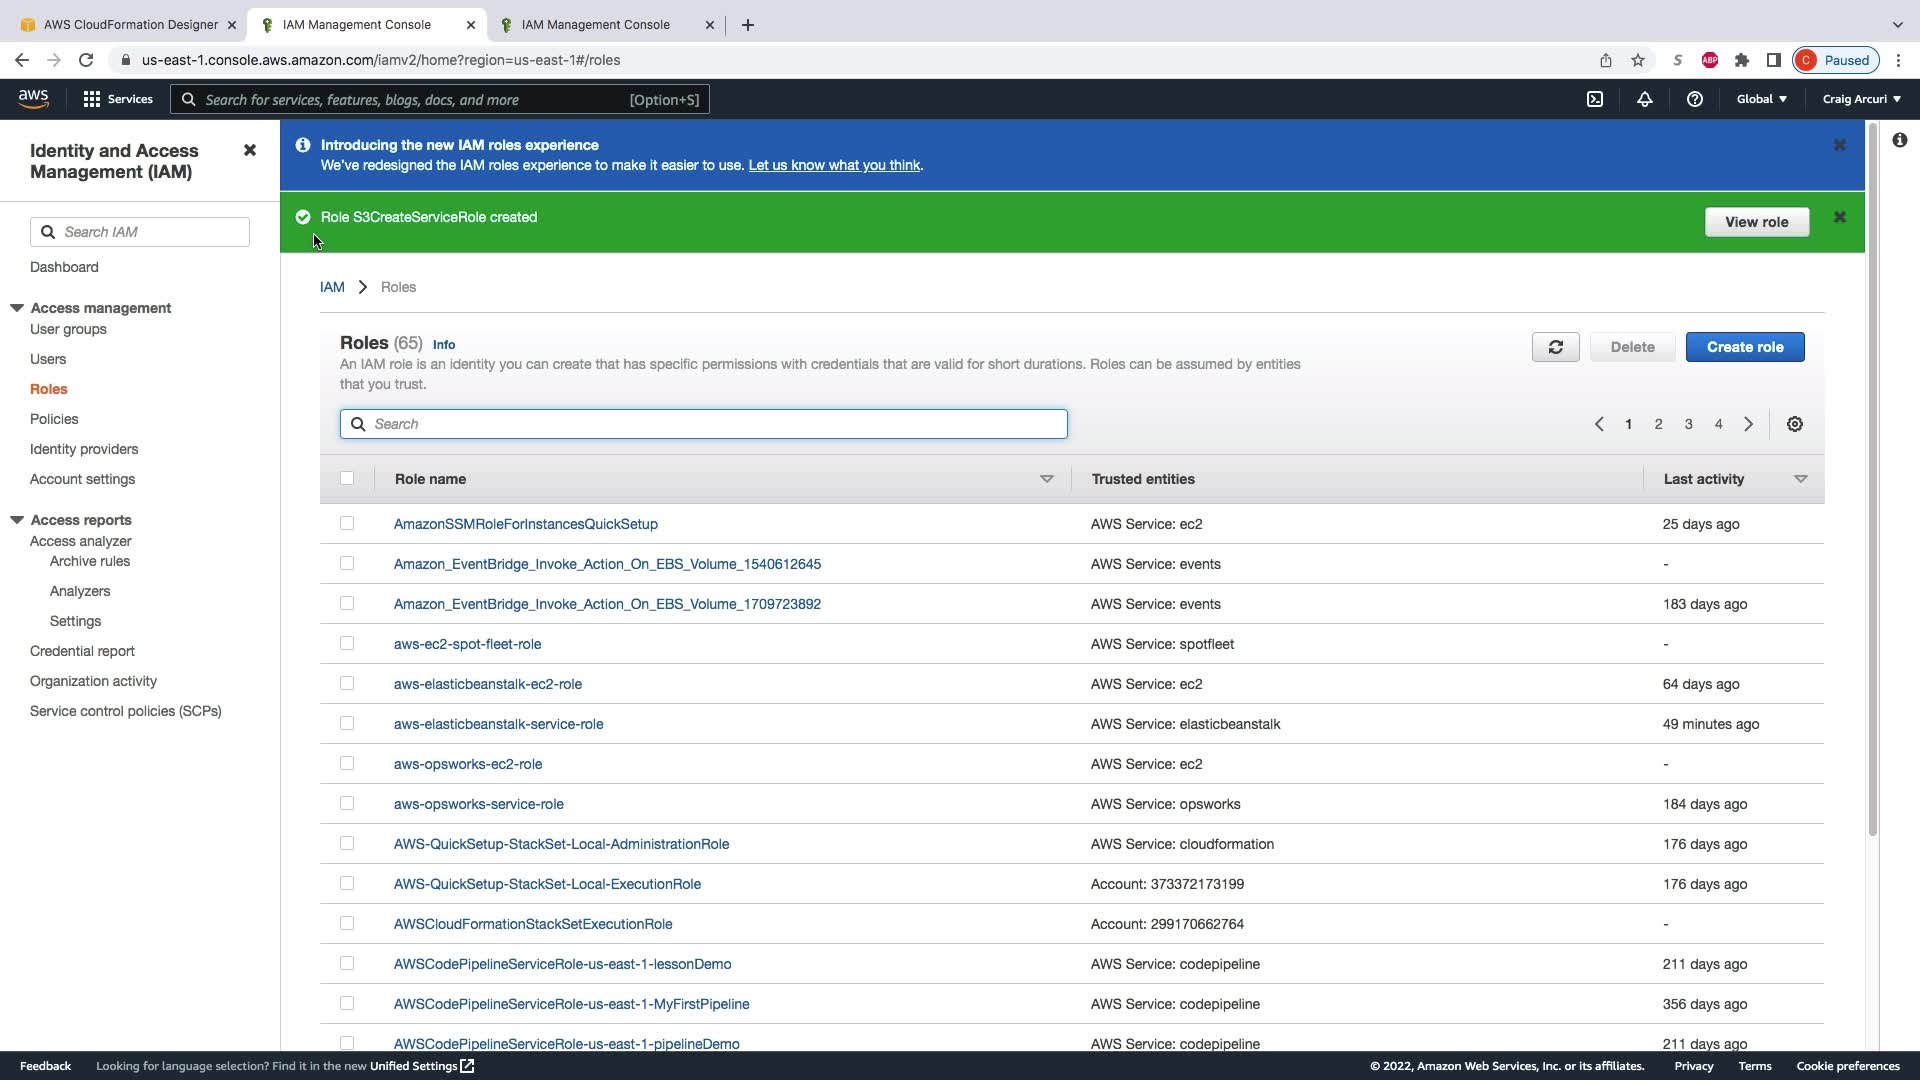 AWS CloudFormation Designer
IAM Management Console
IAM Management Console
us-east-1.console.aws.amazon.com/iamv2/home?region=us-east-1#/roles
S
ABP
C
Paused
aws
Services
Search for services, features, blogs, docs, and more
[Option+S]
Global
Craig Arcuri
Identity and Access
Management (IAM)
Search IAM
Dashboard
Access management
User groups
Users
Roles
Policies
Identity providers
Account settings
Access reports
Access analyzer
Archive rules
Analyzers
Settings
Credential report
Organization activity
Service control policies (SCPs)
Introducing the new IAM roles experience
We've redesigned the IAM roles experience to make it easier to use. Let us know what you think.
Role S3CreateServiceRole created
View role
IAM > Roles
Roles (65) Info
An IAM role is an identity you can create that has specific permissions with credentials that are valid for short durations. Roles can be assumed by entities
that you trust.
Delete
Create role
Search
1 2 3 4
Role name Trusted entities Last activity
AmazonSSMRoleForInstancesQuickSetup AWS Service: ec2 25 days ago
Amazon_EventBridge_Invoke_Action_On_EBS_Volume_1540612645 AWS Service: events -
Amazon_EventBridge_Invoke_Action_On_EBS_Volume_1709723892 AWS Service: events 183 days ago
aws-ec2-spot-fleet-role AWS Service: spotfleet -
aws-elasticbeanstalk-ec2-role AWS Service: ec2 64 days ago
aws-elasticbeanstalk-service-role AWS Service: elasticbeanstalk 49 minutes ago
aws-opsworks-ec2-role AWS Service: ec2 -
aws-opsworks-service-role AWS Service: opsworks 184 days ago
AWS-QuickSetup-StackSet-Local-AdministrationRole AWS Service: cloudformation 176 days ago
AWS-QuickSetup-StackSet-Local-ExecutionRole Account: 373372173199 176 days ago
AWSCloudFormationStackSetExecutionRole Account: 299170662764 -
AWSCodePipelineServiceRole-us-east-1-lessonDemo AWS Service: codepipeline 211 days ago
AWSCodePipelineServiceRole-us-east-1-MyFirstPipeline AWS Service: codepipeline 356 days ago
AWSCodePipelineServiceRole-us-east-1-pipelineDemo AWS Service: codepipeline 211 days ago
Feedback
Looking for language selection? Find it in the new Unified Settings
© 2022, Amazon Web Services, Inc. or its affiliates.
Privacy
Terms
Cookie preferences